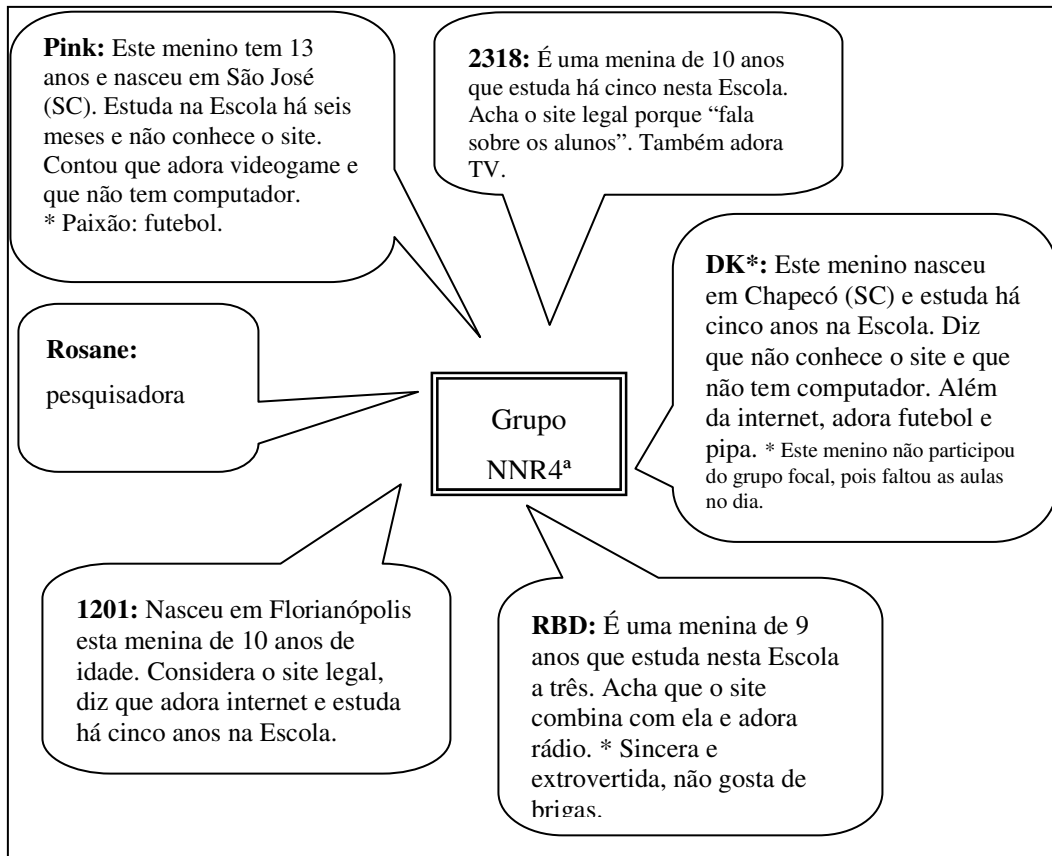 Pink: Este menino tem 13
anos e nasceu em São José
(SC). Estuda na Escola há seis
meses e não conhece o site.
Contou que adora videogame e
que não tem computador.
* Paixão: futebol.
2318: É uma menina de 10 anos
que estuda há cinco nesta Escola.
Acha o site legal porque “fala
sobre os alunos”. Também adora
TV.
DK*: Este menino nasceu
em Chapecó (SC) e estuda há
cinco anos na Escola. Diz
que não conhece o site e que
não tem computador. Além
da internet, adora futebol e
pipa. * Este menino não participou
do grupo focal, pois faltou as aulas
no dia.
Rosane:
pesquisadora
Grupo
NNR4ª
1201: Nasceu em Florianópolis
esta menina de 10 anos de
idade. Considera o site legal,
diz que adora internet e estuda
há cinco anos na Escola.
RBD: É uma menina de 9
anos que estuda nesta Escola
a três. Acha que o site
combina com ela e adora
rádio. * Sincera e
extrovertida, não gosta de
brigas.